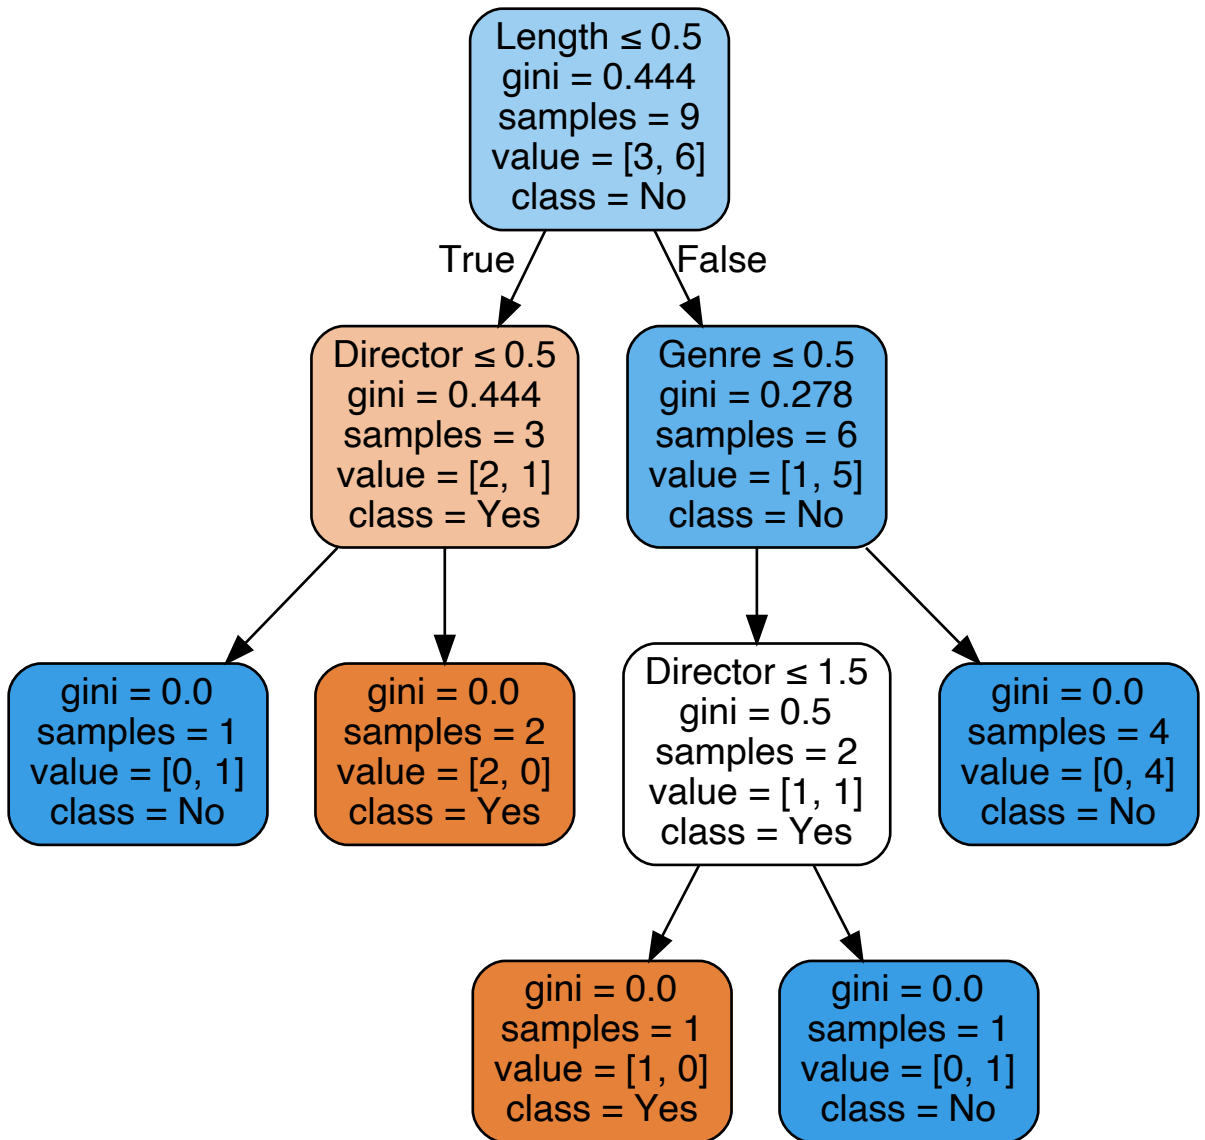 Length ≤ 0.5
gini = 0.444
samples = 9
value = [3, 6]
class = No
True
False
Director ≤ 0.5
gini = 0.444
samples = 3
value = [2, 1]
class = Yes
Genre ≤ 0.5
gini = 0.278
samples = 6
value = [1, 5]
class = No
gini = 0.0
samples = 1
value = [0, 1]
class = No
gini = 0.0
samples = 2
value = [2, 0]
class = Yes
Director ≤ 1.5
gini = 0.5
samples = 2
value = [1, 1]
class = Yes
gini = 0.0
samples = 4
value = [0, 4]
class = No
gini = 0.0
samples = 1
value = [1, 0]
class = Yes
gini = 0.0
samples = 1
value = [0, 1]
class = No